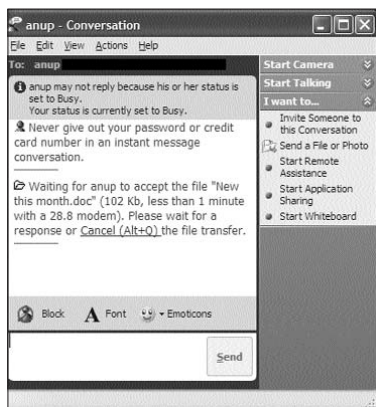 anup - Conversation
File Edit View Actions Help
To: anup
anup may not reply because his or her status is
set to Busy.
Your status is currently set to Busy.
Never give out your password or credit
card number in an instant message
conversation.
Waiting for anup to accept the file "New
this month.doc" (102 Kb, less than 1 minute
with a 28.8 modem). Please wait for a
response or Cancel (Alt+Q) the file transfer.
Block Font Emoticons
Send
Start Camera
Start Talking
I want to...
Invite Someone to
this Conversation
Send a File or Photo
Start Remote
Assistance
Start Application
Sharing
Start Whiteboard